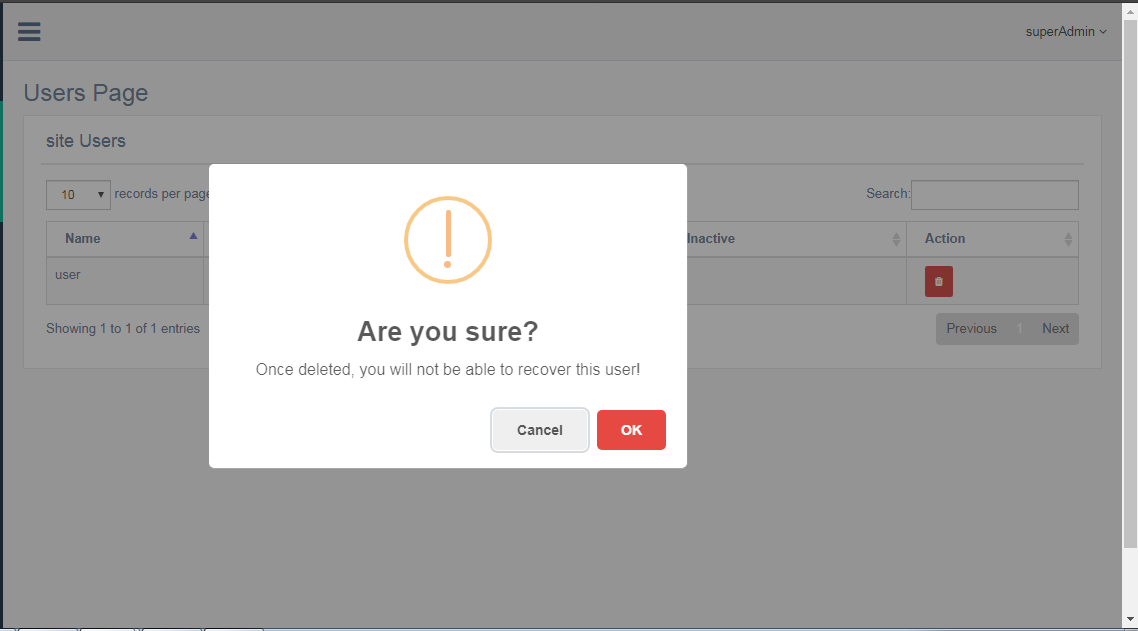 superAdmin
Users Page
site Users
10 records per page
Search:
Name
Inactive
Action
user
Showing 1 to 1 of 1 entries
Previous 1 Next
Are you sure?
Once deleted, you will not be able to recover this user!
Cancel
OK